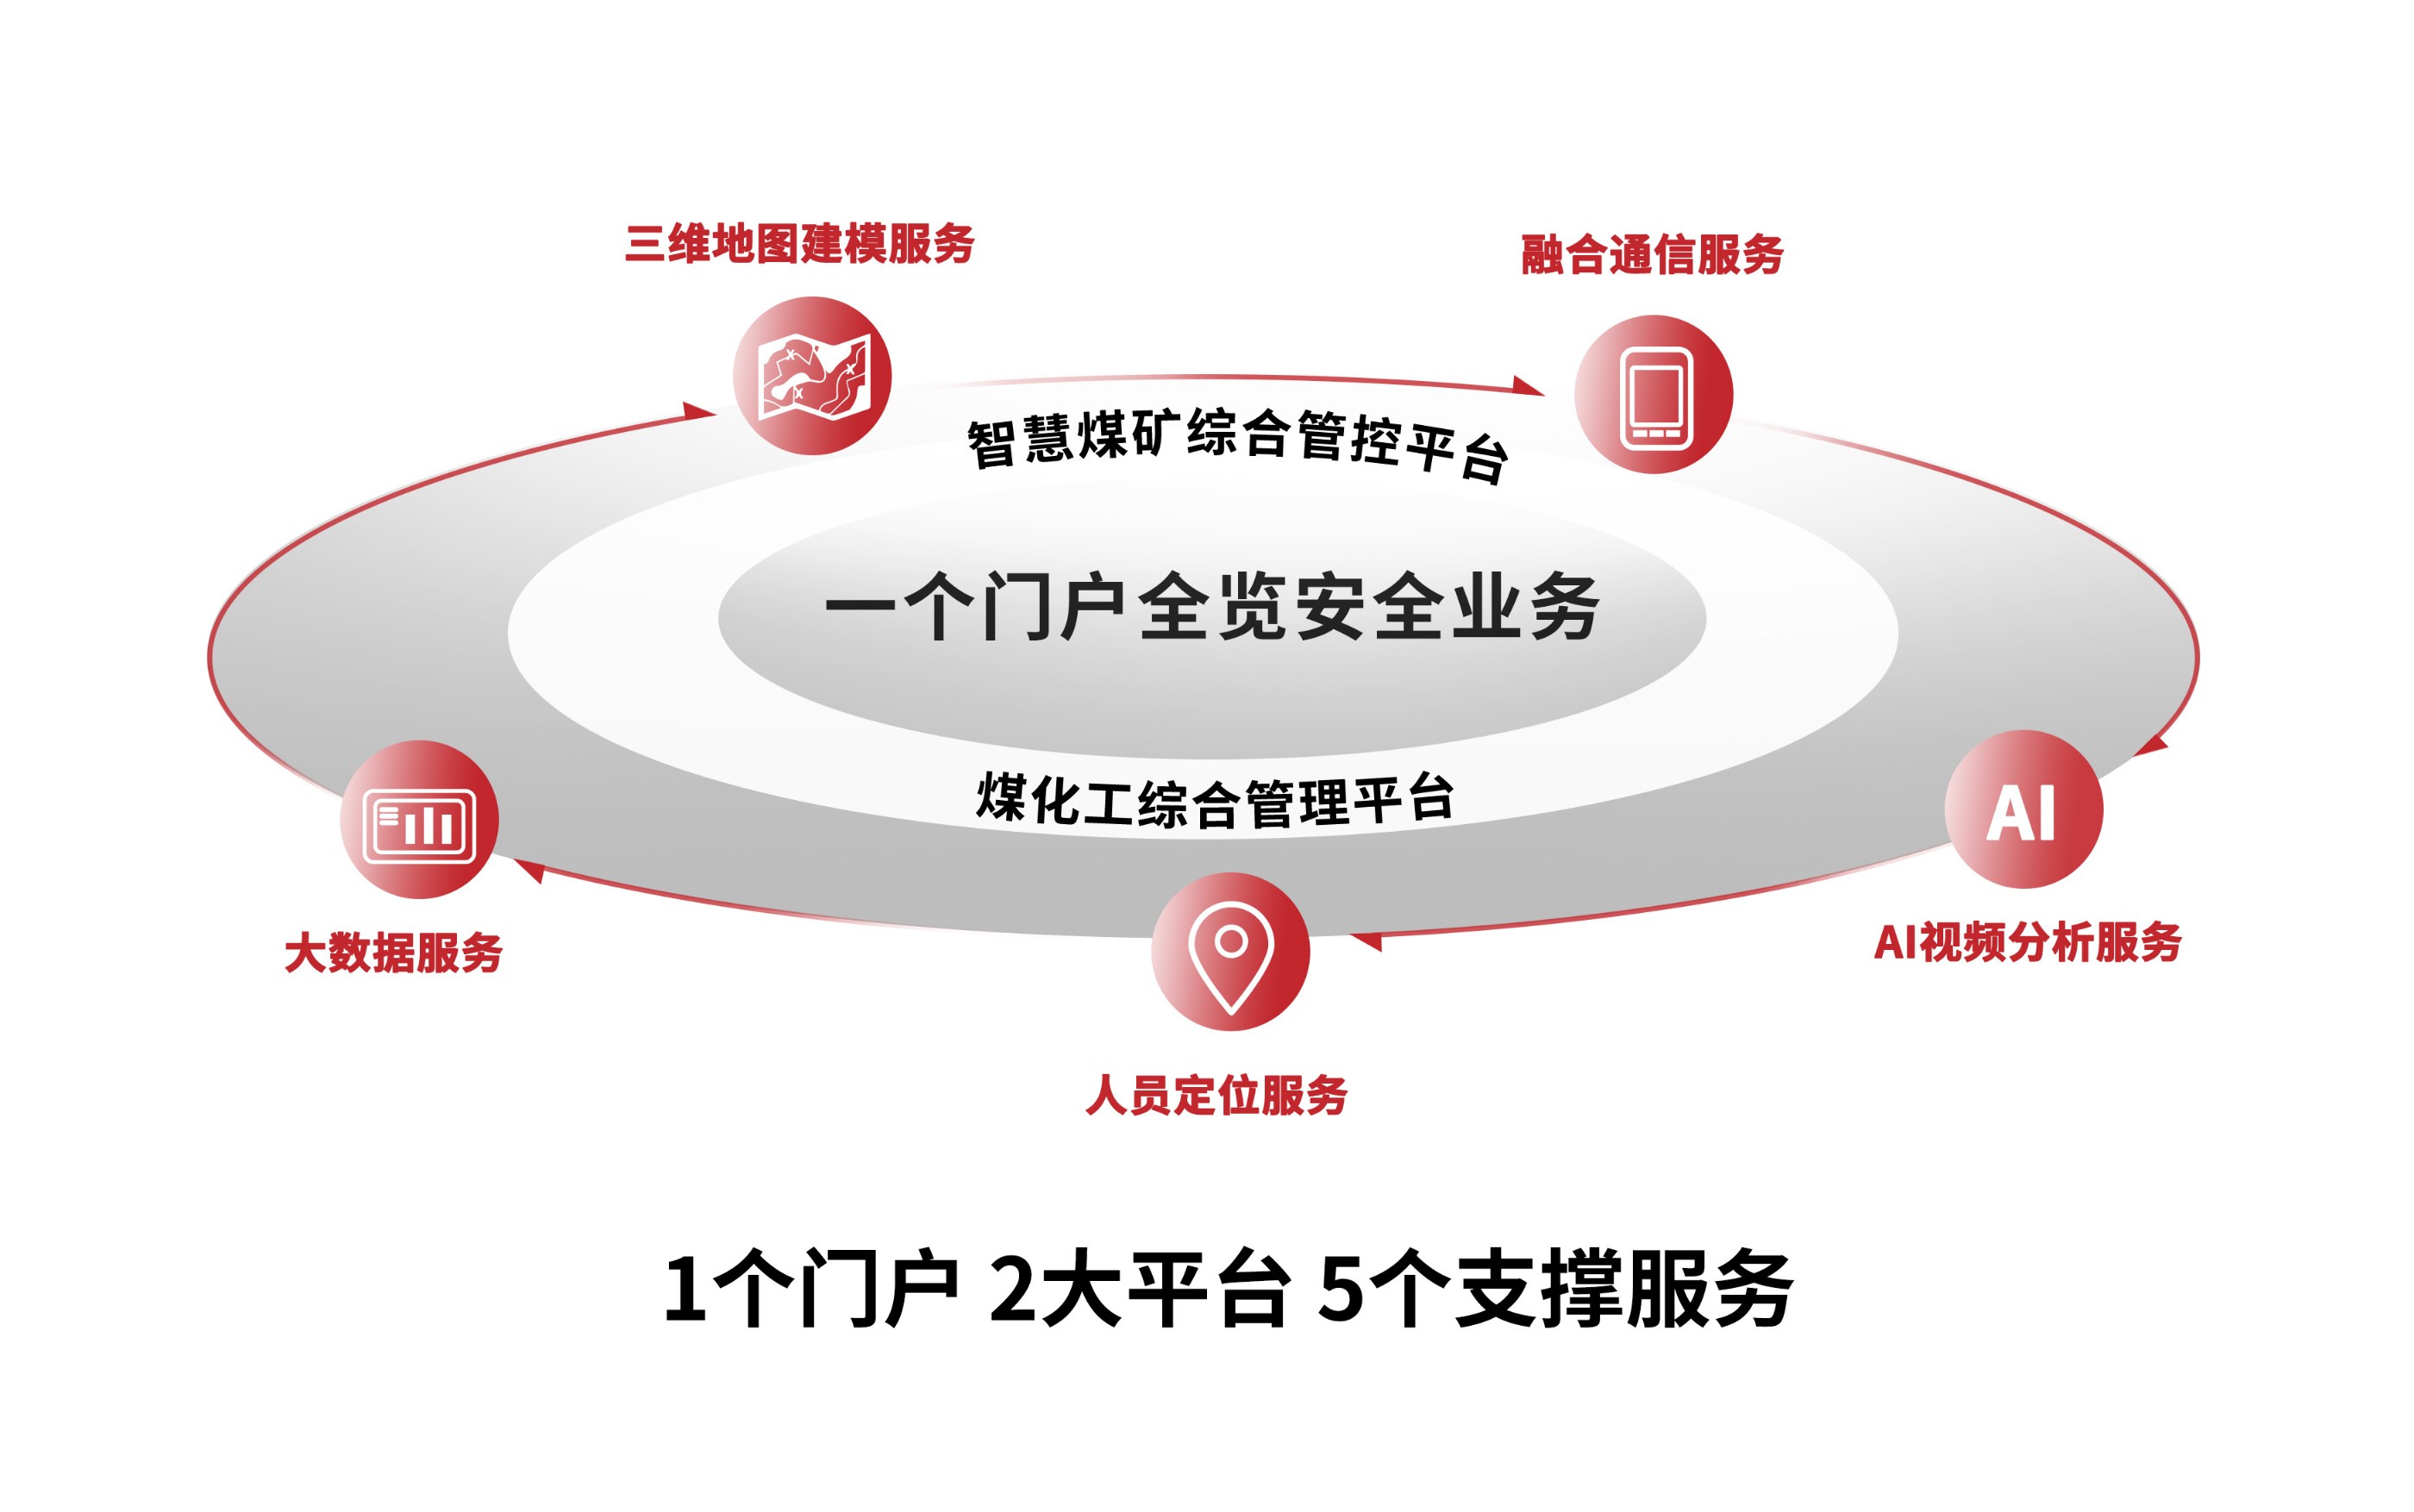 三维地图建模服务
融合通信服务
智慧煤矿综合管控平台
一个门户全览安全业务
煤化工综合管理平台
AI
大数据服务
AI视频分析服务
人员定位服务
1个门户 2大平台 5个支撑服务